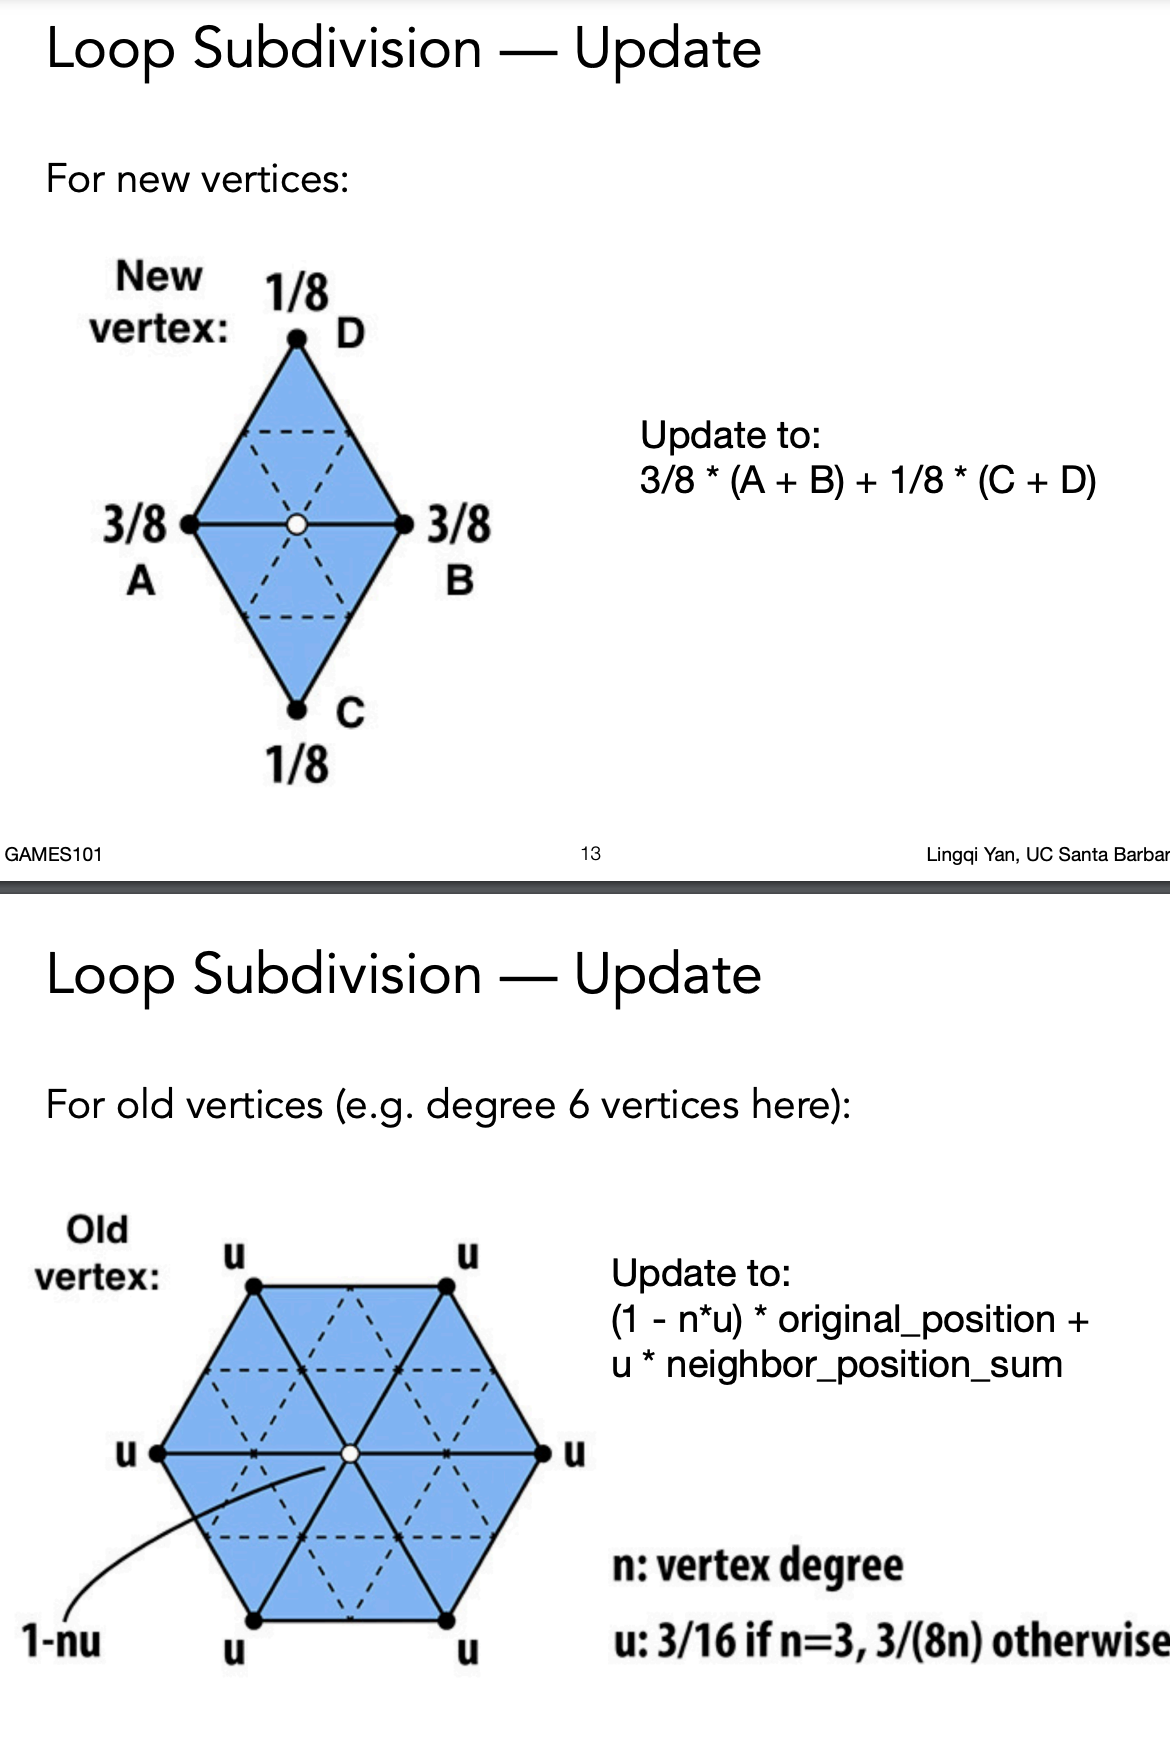 Loop Subdivision — Update
For new vertices:
New
vertex:
1/8
D
3/8
A
3/8
B
C
1/8
Update to:
3/8 * (A + B) + 1/8 * (C + D)
GAMES101
13
Lingqi Yan, UC Santa Barbar
Loop Subdivision — Update
For old vertices (e.g. degree 6 vertices here):
Old
vertex:
u
u
u
u
1-nu
u
u
Update to:
(1 - n*u) * original_position +
u * neighbor_position_sum
n: vertex degree
u: 3/16 if n=3, 3/(8n) otherwise